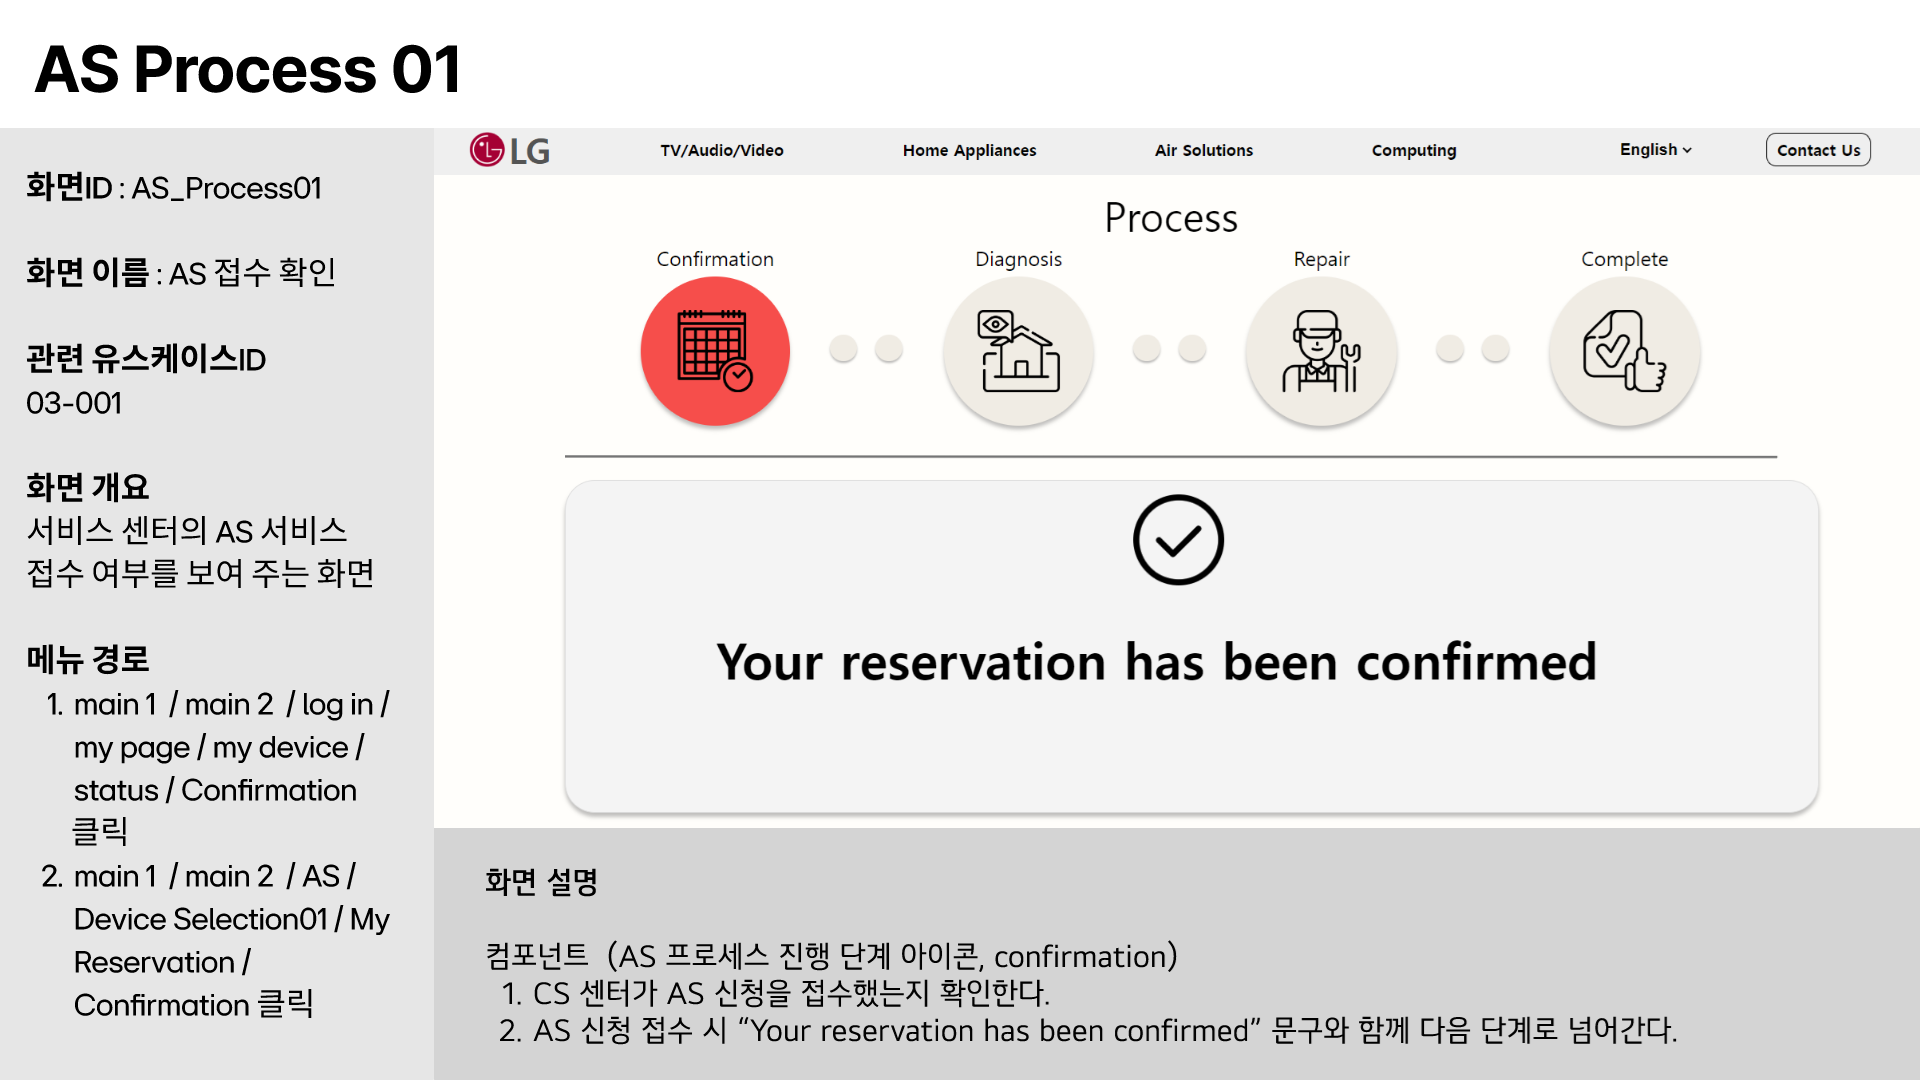 AS Process 01
화면ID : AS_Process01
화면 이름 : AS 접수 확인
관련 유스케이스ID
03-001
화면 개요
서비스 센터의 AS 서비스
접수 여부를 보여 주는 화면
메뉴 경로
1. main 1 / main 2 / log in /
my page / my device /
status / Confirmation
클릭
2. main 1 / main 2 / AS /
Device Selection01 / My
Reservation /
Confirmation 클릭
LG TV/Audio/Video Home Appliances Air Solutions Computing English Contact Us
Process
Confirmation Diagnosis Repair Complete
Your reservation has been confirmed
화면 설명
컴포넌트 (AS 프로세스 진행 단계 아이콘, confirmation)
1. CS 센터가 AS 신청을 접수했는지 확인한다.
2. AS 신청 접수 시 “Your reservation has been confirmed” 문구와 함께 다음 단계로 넘어간다.